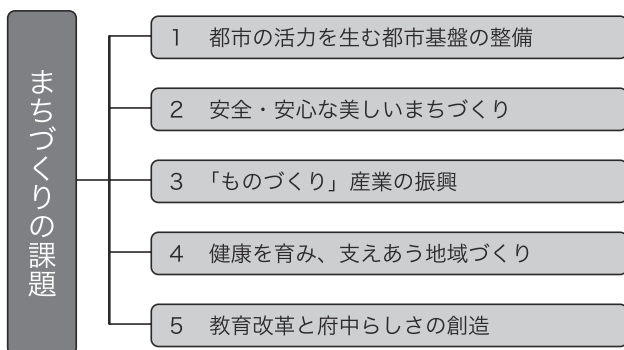 まちづくりの課題
1 都市の活力を生む都市基盤の整備
2 安全・安心な美しいまちづくり
3 「ものづくり」産業の振興
4 健康を育み、支えあう地域づくり
5 教育改革と府中らしさの創造